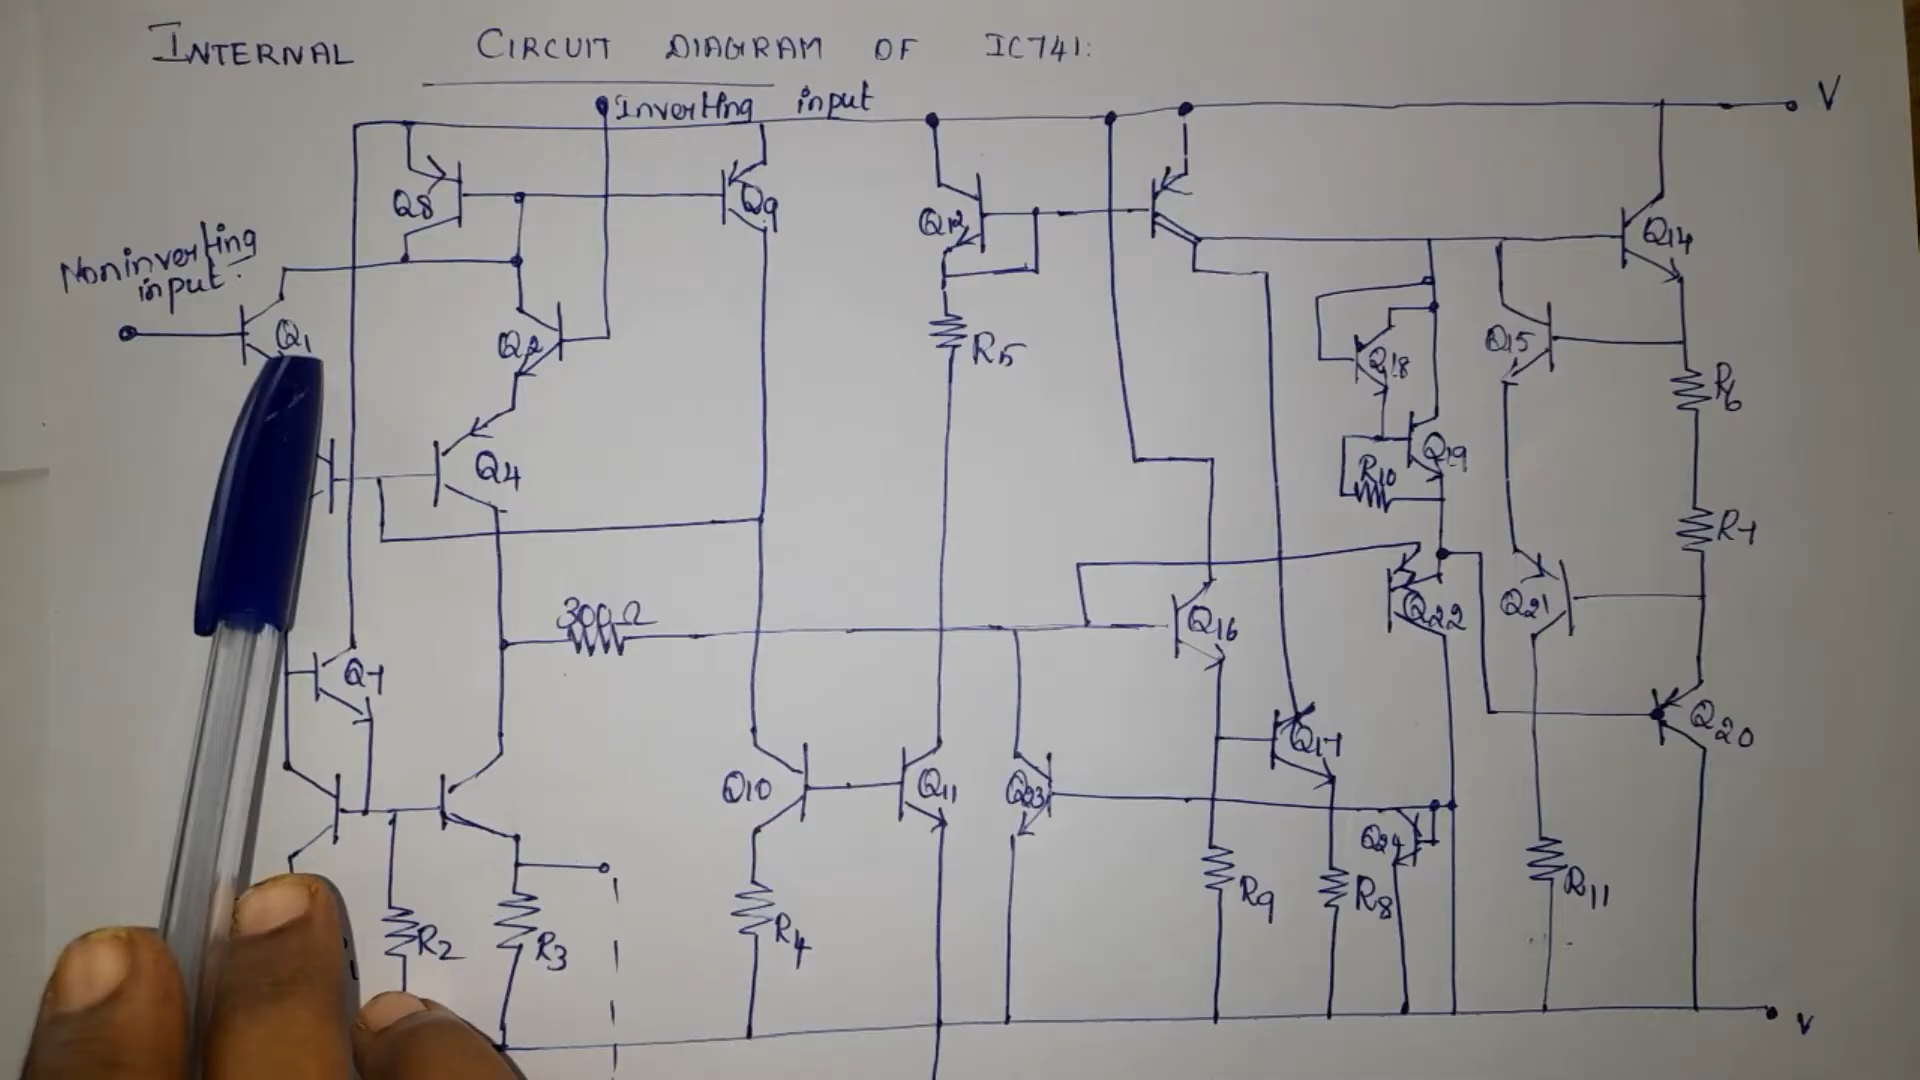 INTERNAL CIRCUIT DIAGRAM OF IC741:
Inverting input
V
Q8
Q9
Q12
Q14
Noninverting
input
Q1
Q2
Q15
R5
Q18
R6
Q4
Q19
R10
R7
300Ω
Q16
Q22
Q21
Q7
Q17
Q20
Q10
Q11
Q23
Q24
R9
R8
R11
R2
R3
R4
V